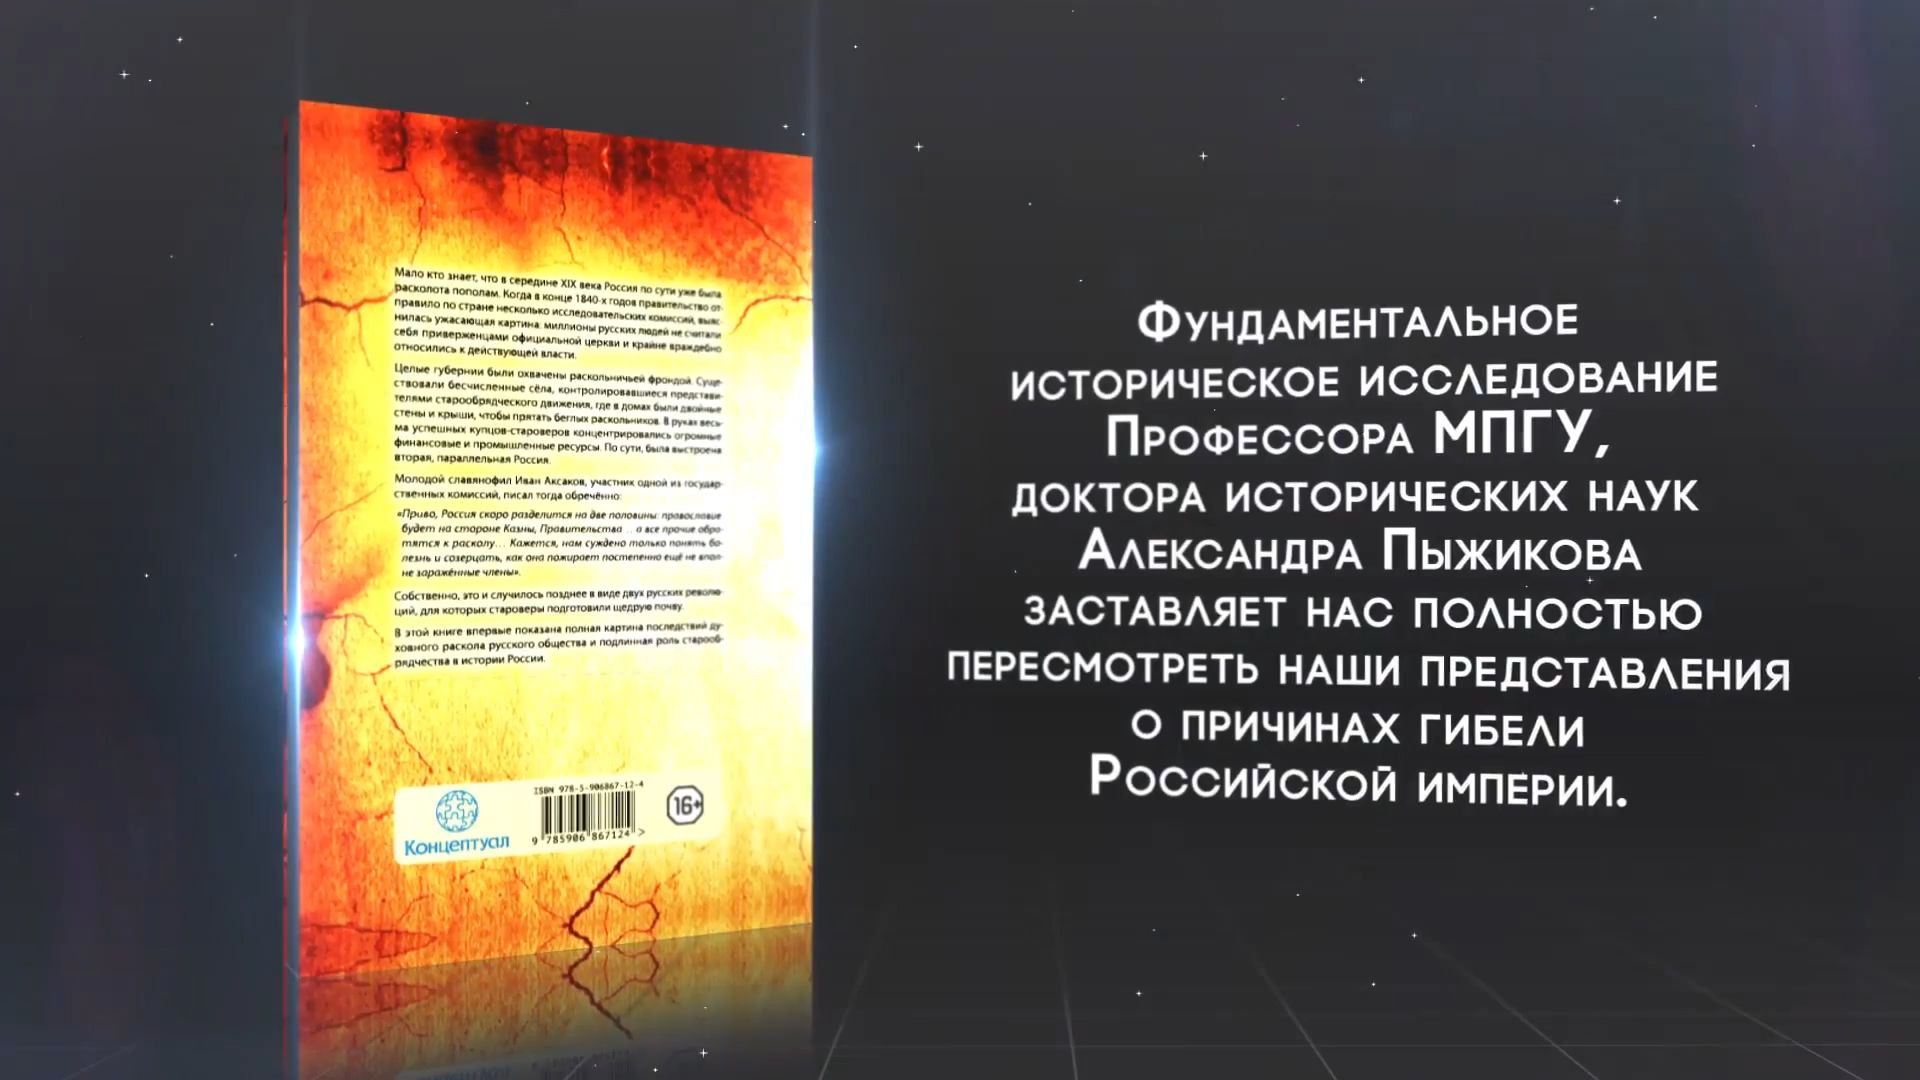 Мало кто знает, что в середине XIX века Россия по сути уже была
расколота пополам. Когда в конце 1840-х годов правительство от-
правило по стране несколько исследовательских комиссий, выяс-
нилась ужасающая картина: миллионы русских людей не считали
себя приверженцами официальной церкви и крайне враждебно
относились к действующей власти.
Целые губернии были охвачены раскольничьей фрондой. Суще-
ствовали бесчисленные сёла, контролировавшиеся представи-
телями старообрядческого движения, где в домах были двойные
стены и крыши, чтобы прятать беглых раскольников. В руках весь-
ма успешных купцов-староверов концентрировались огромные
финансовые и промышленные ресурсы. По сути, была выстроена
вторая, параллельная Россия.
Молодой славянофил Иван Аксаков, участник одной из государ-
ственных комиссий, писал тогда обречённо:
«Право, Россия скоро разделится на две половины: православие
будет на стороне Казны, Правительства... а все прочие обра-
тятся к расколу... Кажется, нам суждено только понять бо-
лезнь и созерцать, как она пожирает постепенно ещё не впол-
не заражённые члены».
Собственно, это и случилось позднее в виде двух русских револю-
ций, для которых староверы подготовили щедрую почву.
В этой книге впервые показана полная картина последствий ду-
ховного раскола русского общества и подлинная роль старооб-
рядчества в истории России.
ISBN 978-5-906867-12-4
9 785906 867124 >
16+
Концептуал
Фундаментальное
историческое исследование
Профессора МПГУ,
доктора исторических наук
Александра Пыжикова
заставляет нас полностью
пересмотреть наши представления
о причинах гибели
Российской империи.